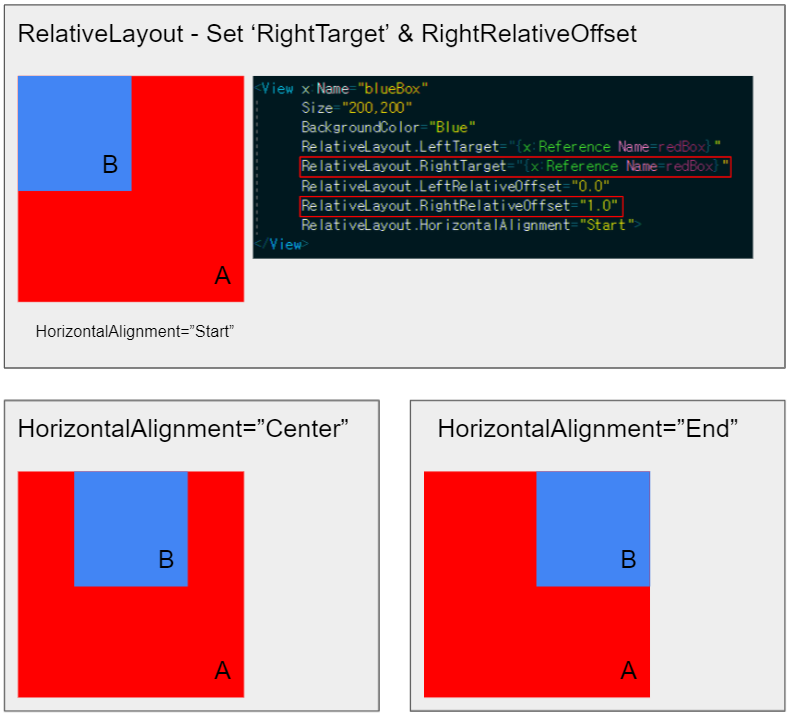 RelativeLayout - Set ‘RightTarget’ & RightRelativeOffset
B
A
<View x:Name="blueBox"
Size="200,200"
BackgroundColor="Blue"
RelativeLayout.LeftTarget="{x:Reference Name=redBox}"
RelativeLayout.RightTarget="{x:Reference Name=redBox}"
RelativeLayout.LeftRelativeOffset="0.0"
RelativeLayout.RightRelativeOffset="1.0"
RelativeLayout.HorizontalAlignment="Start">
</View>
HorizontalAlignment=”Start”
HorizontalAlignment=”Center”
B
A
HorizontalAlignment=”End”
B
A